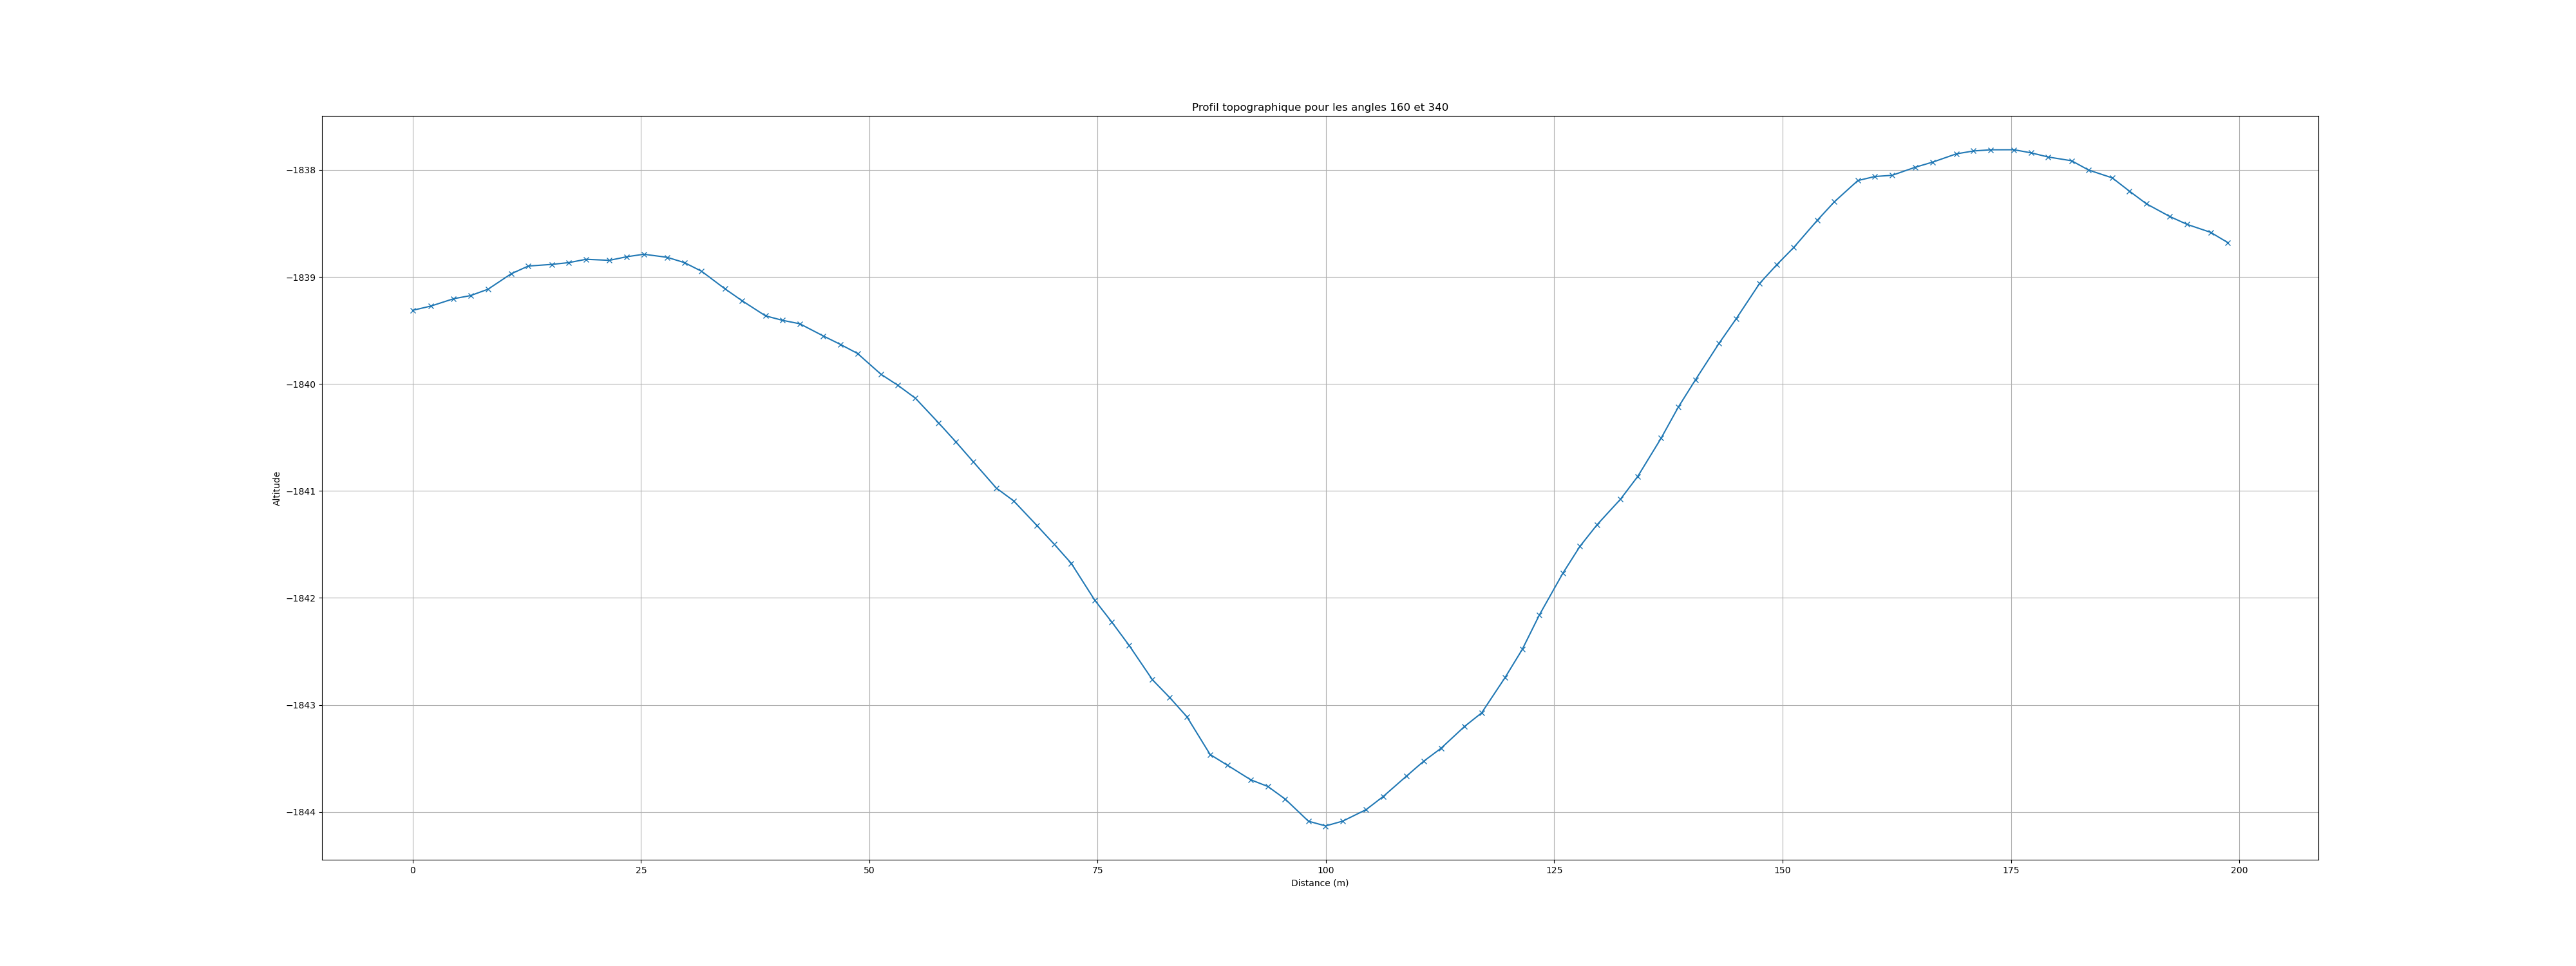 Profil topographique pour les angles 160 et 340
Altitude
−1838
−1839
−1840
−1841
−1842
−1843
−1844
0 25 50 75 100 125 150 175 200
Distance (m)